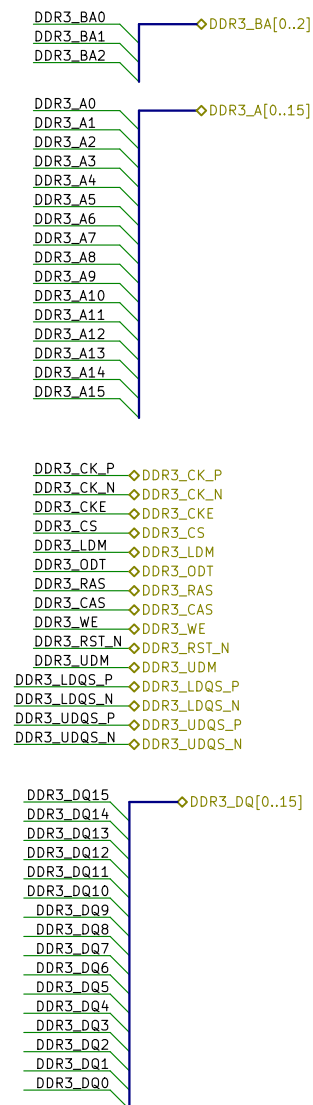 DDR3_BA0 DDR3_BA[0..2]
DDR3_BA1
DDR3_BA2
DDR3_A0 DDR3_A[0..15]
DDR3_A1
DDR3_A2
DDR3_A3
DDR3_A4
DDR3_A5
DDR3_A6
DDR3_A7
DDR3_A8
DDR3_A9
DDR3_A10
DDR3_A11
DDR3_A12
DDR3_A13
DDR3_A14
DDR3_A15
DDR3_CK_P DDR3_CK_P
DDR3_CK_N DDR3_CK_N
DDR3_CKE DDR3_CKE
DDR3_CS DDR3_CS
DDR3_LDM DDR3_LDM
DDR3_ODT DDR3_ODT
DDR3_RAS DDR3_RAS
DDR3_CAS DDR3_CAS
DDR3_WE DDR3_WE
DDR3_RST_N DDR3_RST_N
DDR3_UDM DDR3_UDM
DDR3_LDQS_P DDR3_LDQS_P
DDR3_LDQS_N DDR3_LDQS_N
DDR3_UDQS_P DDR3_UDQS_P
DDR3_UDQS_N DDR3_UDQS_N
DDR3_DQ15 DDR3_DQ[0..15]
DDR3_DQ14
DDR3_DQ13
DDR3_DQ12
DDR3_DQ11
DDR3_DQ10
DDR3_DQ9
DDR3_DQ8
DDR3_DQ7
DDR3_DQ6
DDR3_DQ5
DDR3_DQ4
DDR3_DQ3
DDR3_DQ2
DDR3_DQ1
DDR3_DQ0